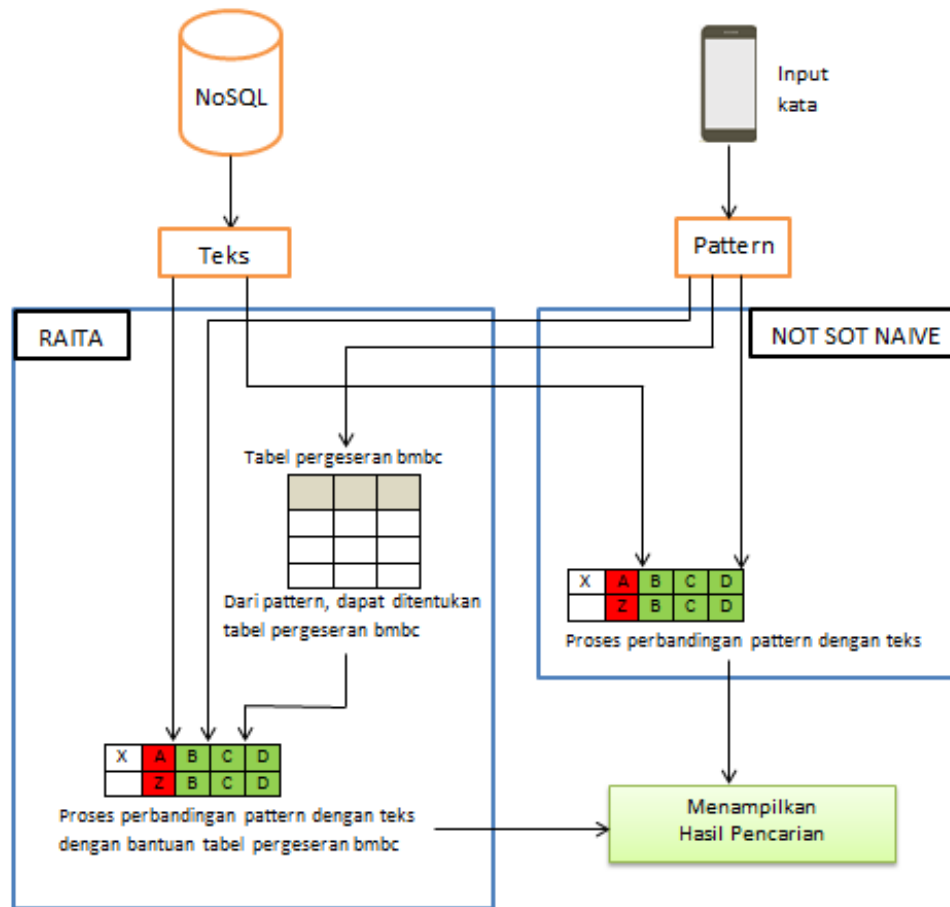 NoSQL
Input
kata
Teks
Pattern
RAITA
NOT SOT NAIVE
Tabel pergeseran bmbc
Dari pattern, dapat ditentukan
tabel pergeseran bmbc
X A B C D
Z B C D
Proses perbandingan pattern dengan teks
X A B C D
Z B C D
Proses perbandingan pattern dengan teks
dengan bantuan tabel pergeseran bmbc
Menampilkan
Hasil Pencarian